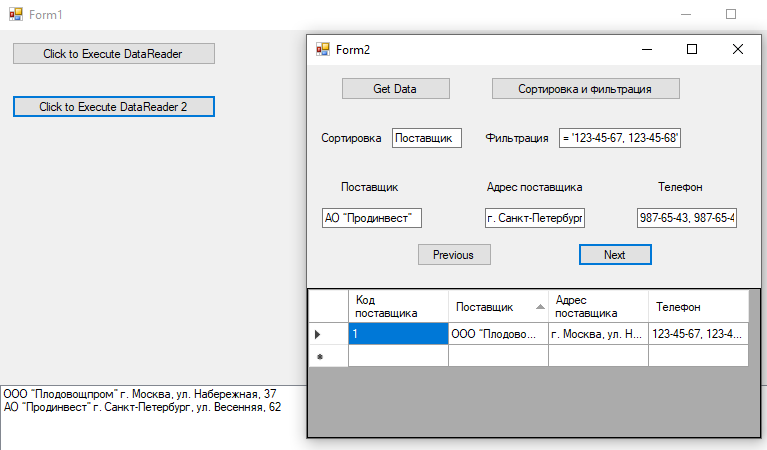 Form1
Click to Execute DataReader
Click to Execute DataReader 2
ООО "Плодовощпром" г. Москва, ул. Набережная, 37
АО "Продинвест" г. Санкт-Петербург, ул. Весенняя, 62
Form2
Get Data
Сортировка и фильтрация
Сортировка
Поставщик
Фильтрация
= '123-45-67, 123-45-68'
Поставщик
Адрес поставщика
Телефон
АО "Продинвест"
г. Санкт-Петербург
987-65-43, 987-65-4
Previous
Next
Код поставщика
Поставщик
Адрес поставщика
Телефон
1
ООО "Плодово...
г. Москва, ул. Н...
123-45-67, 123-4...